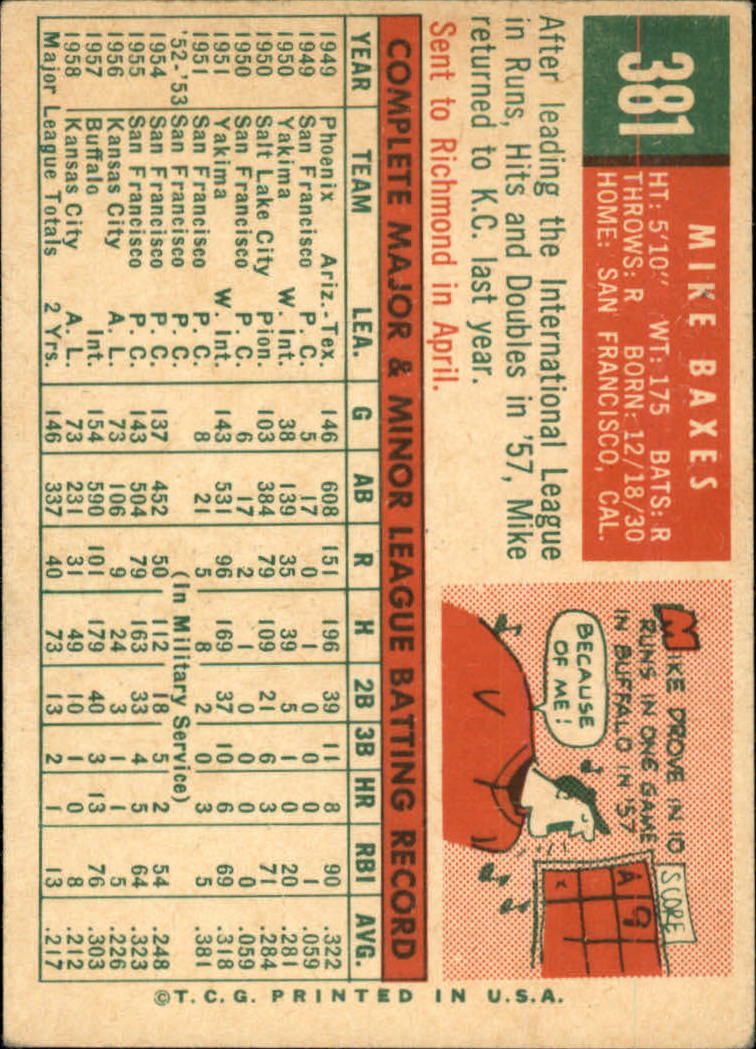 381
MIKE BAXES
HT: 5'10" WT: 175 BATS: R
THROWS: R BORN: 12/18/30
HOME: SAN FRANCISCO, CAL.
After leading the International League
in Runs, Hits and Doubles in '57, Mike
returned to K.C. last year.
Sent to Richmond in April.
MIKE DROVE IN 10
RUNS IN ONE GAME
IN BUFFALO IN '57
BECAUSE
OF ME!
SCORE
A 9
X
COMPLETE MAJOR & MINOR LEAGUE BATTING RECORD
YEAR TEAM LEA. G AB R H 2B 3B HR RBI AVG.
1949 Phoenix Ariz.-Tex. 146 608 151 196 39 11 8 90 .322
1949 San Francisco P. C. 5 17 0 1 0 0 0 1 .059
1950 Yakima W. Int. 38 139 35 39 5 1 0 20 .281
1950 Salt Lake City Pion. 103 384 79 109 21 6 3 71 .284
1950 San Francisco P. C. 6 17 2 1 0 0 0 0 .059
1951 Yakima W. Int. 143 531 96 169 37 10 6 69 .318
1951 San Francisco P. C. 8 21 5 8 2 0 3 5 .381
'52-'53 San Francisco P. C. (In Military Service)
1954 San Francisco P. C. 137 452 50 112 18 5 2 54 .248
1955 San Francisco P. C. 143 504 79 163 33 4 5 64 .323
1956 Kansas City A. L. 73 106 9 24 3 1 1 5 .226
1957 Buffalo Int. 154 590 101 179 40 3 13 76 .303
1958 Kansas City A. L. 73 231 31 49 10 1 0 8 .212
Major League Totals 2 Yrs. 146 337 40 73 13 2 1 13 .217
©T.C.G. PRINTED IN U.S.A.